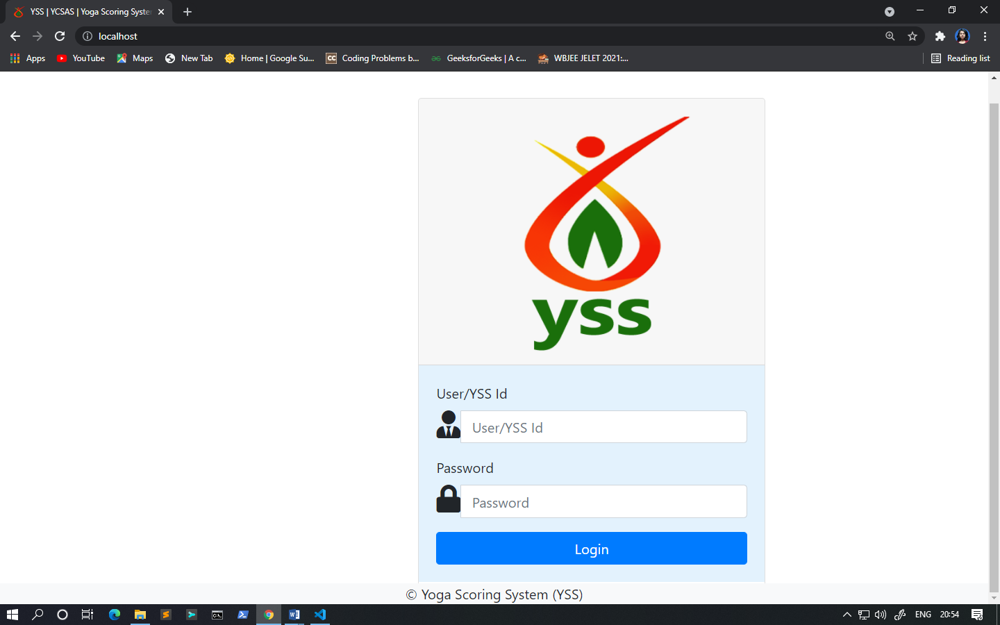 YSS | YCSAS | Yoga Scoring Syste
localhost
Apps YouTube Maps New Tab Home | Google Su... Coding Problems b... GeeksforGeeks | A c... WBJEE JELET 2021:... Reading list
yss
User/YSS Id
User/YSS Id
Password
Password
Login
© Yoga Scoring System (YSS)
ENG 20:54